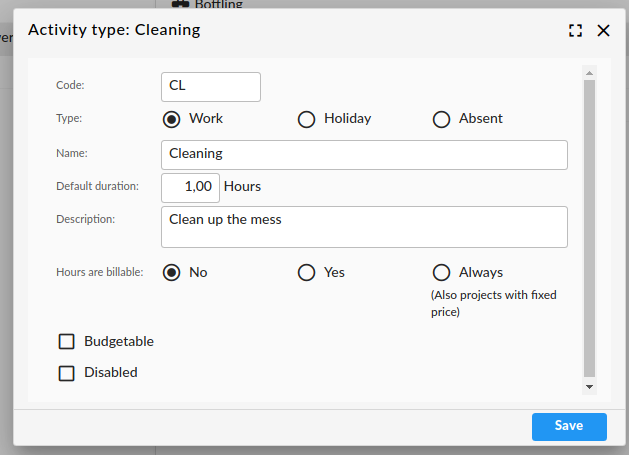 Bottling
Activity type: Cleaning
Code: CL
Type: Work Holiday Absent
Name: Cleaning
Default duration: 1,00 Hours
Description: Clean up the mess
Hours are billable: No Yes Always
(Also projects with fixed
price)
Budgetable
Disabled
Save